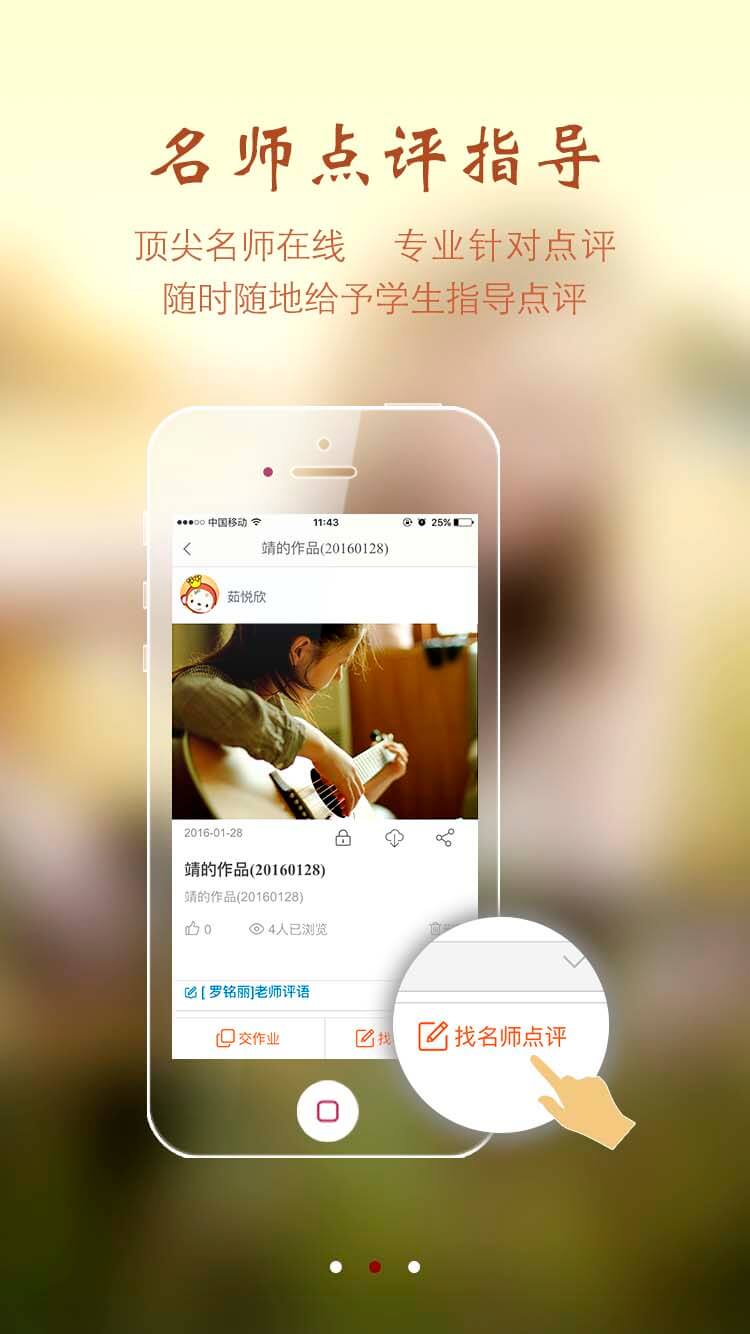 名师点评指导
顶尖名师在线 专业针对点评
随时随地给予学生指导点评
中国移动 11:43 25%
靖的作品(20160128)
茹悦欣
2016-01-28
靖的作品(20160128)
靖的作品(20160128)
0 4人已浏览
[ 罗铭丽]老师评语
交作业 找
找名师点评